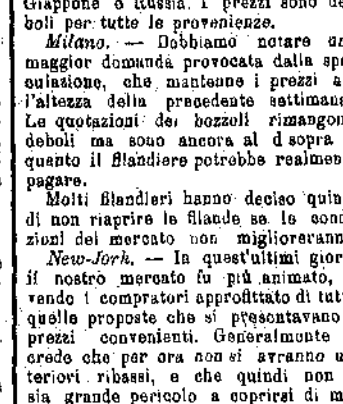 Giappone o Russia. I prezzi sono de
boli per tutte le provenienze.
Milano. — Dobbiamo notare un
maggior domanda provocata dalla spe
culazione, che mantenne i prezzi a
l'altezza della precedente settimana
Le quotazioni dei bozzoli rimangon
deboli ma sono ancora al d sopra
quanto il filandiere potrebbe realmen
pagare.
Molti filandieri hanno deciso quin
di non riaprire le filande se le cond
zioni del mercato non miglioreranno
New-Jork. — In quest'ultimi gior
il nostro mercato fu più animato, 
vendo i compratori approfittato di tut
quelle proposte che si presentavano
prezzi convenienti. Generalmente
crede che per ora non si avranno u
teriori ribassi, e che quindi non
sia grande pericolo a coprirsi di m